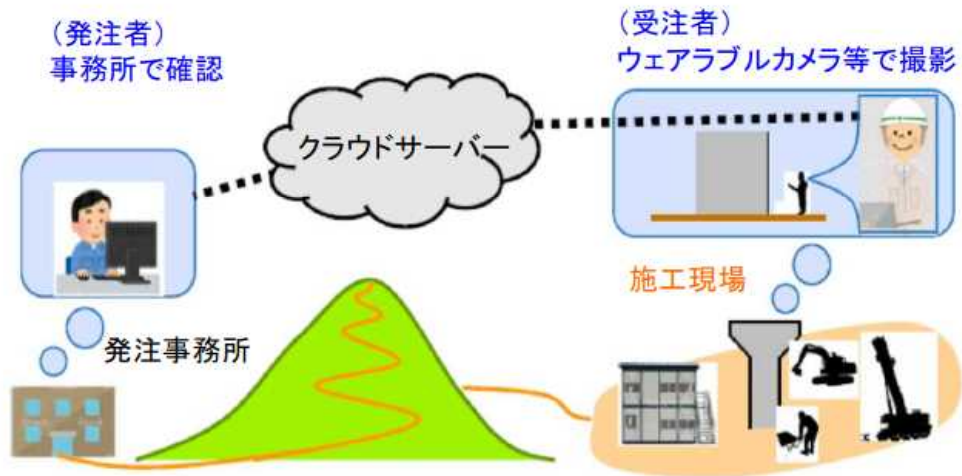 （発注者）
事務所で確認
（受注者）
ウェアラブルカメラ等で撮影
クラウドサーバー
施工現場
発注事務所